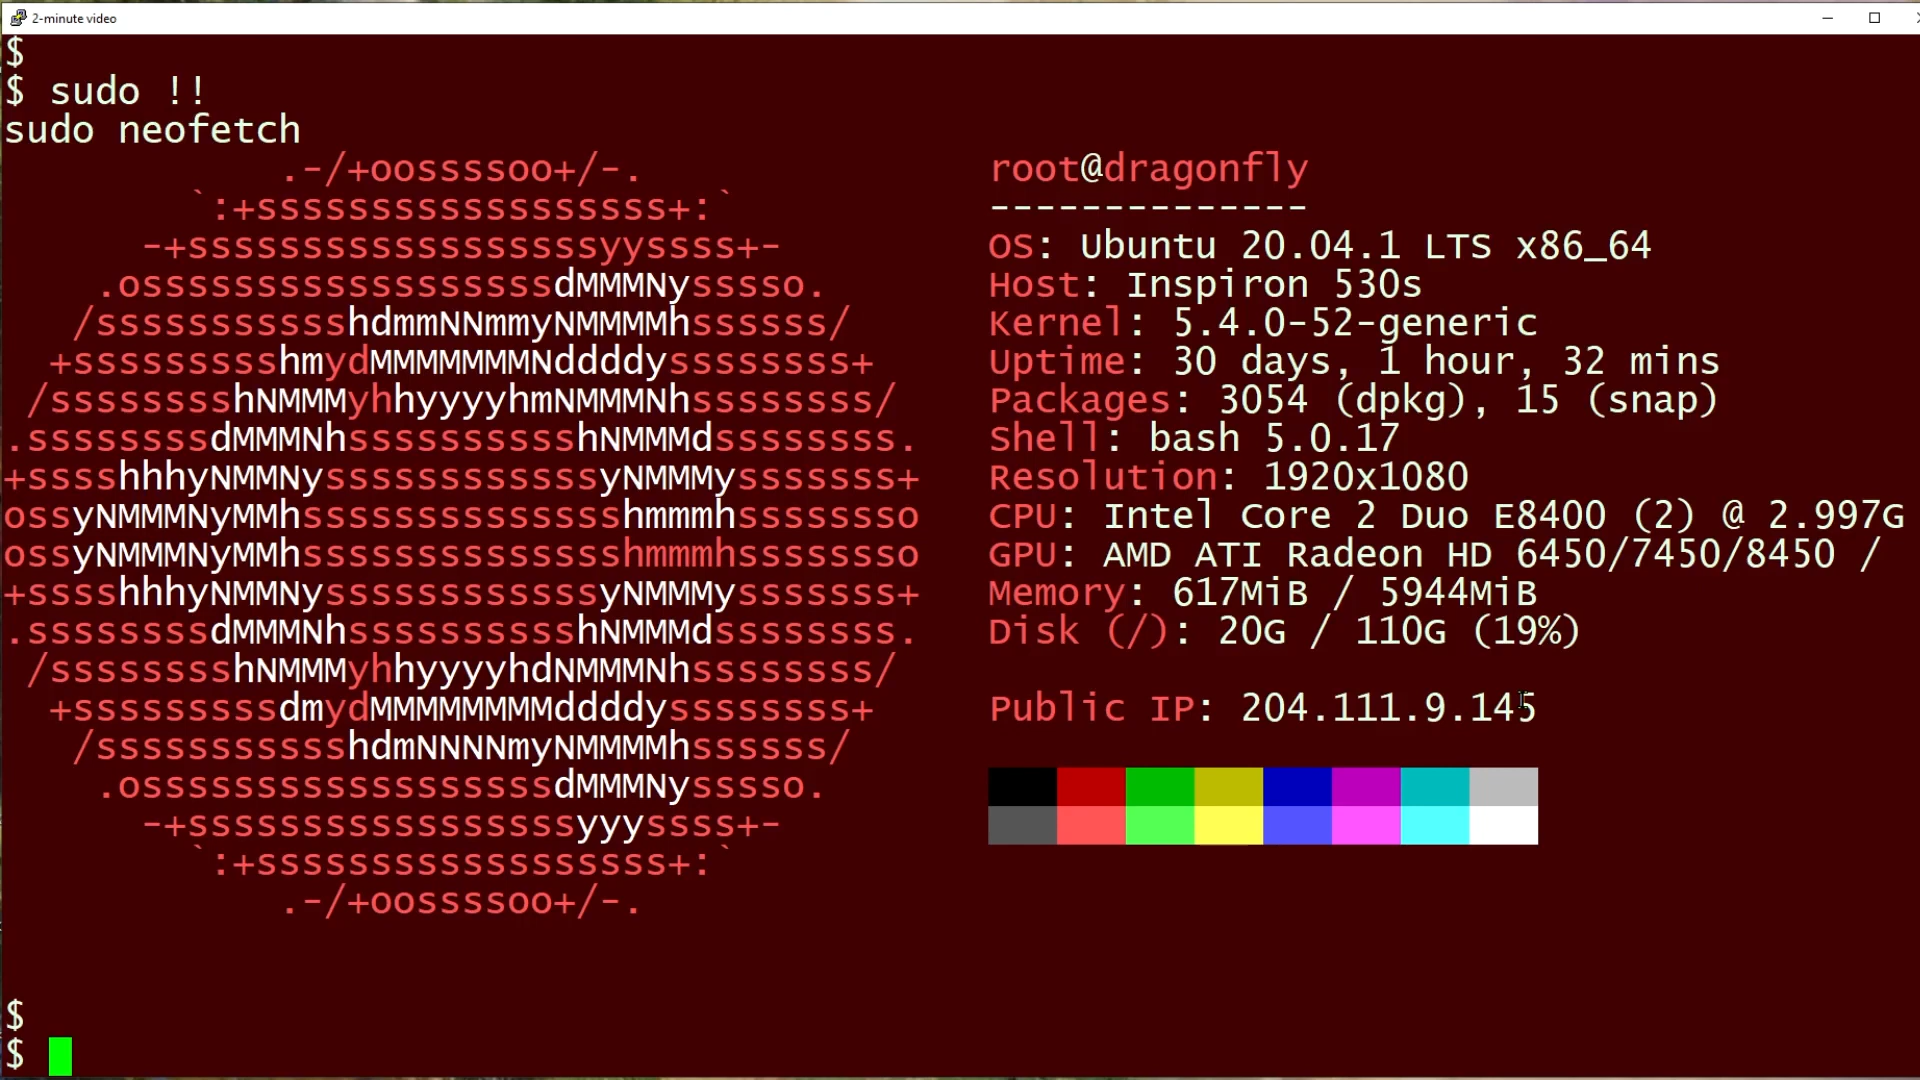 2-minute video
$
$ sudo !!
sudo neofetch
.-/+oossssoo+/-.
`:+ssssssssssssssssss+:`
-+ssssssssssssssssssyyssss+-
.ossssssssssssssssssdMMMNysssso.
/ssssssssssshdmmNNmmyNMMMMhssssss/
+sssssssssshmydMMMMMMMNddddyssssssss+
/sssssssshNMMMyhhyyyyhmNMMMNhssssssss/
.ssssssssdMMMNhsssssssssshNMMMdssssssss.
+sssshhhyNMMNyssssssssssssyNMMMysssssss+
ossyNMMMNyMMhsssssssssssssshmmmhssssssso
ossyNMMMNyMMhsssssssssssssshmmmhssssssso
+sssshhhyNMMNyssssssssssssyNMMMysssssss+
.ssssssssdMMMNhsssssssssshNMMMdssssssss.
/sssssssshNMMMyhhyyyyhdNMMMNhssssssss/
+sssssssssdmydMMMMMMMMddddyssssssss+
/ssssssssssshdmNNNNmyNMMMMhssssss/
.ossssssssssssssssssdMMMNysssso.
-+sssssssssssssssssyyyssss+-
`:+ssssssssssssssssss+:`
.-/+oossssoo+/-.
root@dragonfly
--------------
OS: Ubuntu 20.04.1 LTS x86_64
Host: Inspiron 530s
Kernel: 5.4.0-52-generic
Uptime: 30 days, 1 hour, 32 mins
Packages: 3054 (dpkg), 15 (snap)
Shell: bash 5.0.17
Resolution: 1920x1080
CPU: Intel Core 2 Duo E8400 (2) @ 2.997G
GPU: AMD ATI Radeon HD 6450/7450/8450 /
Memory: 617MiB / 5944MiB
Disk (/): 20G / 110G (19%)
Public IP: 204.111.9.145
$
$